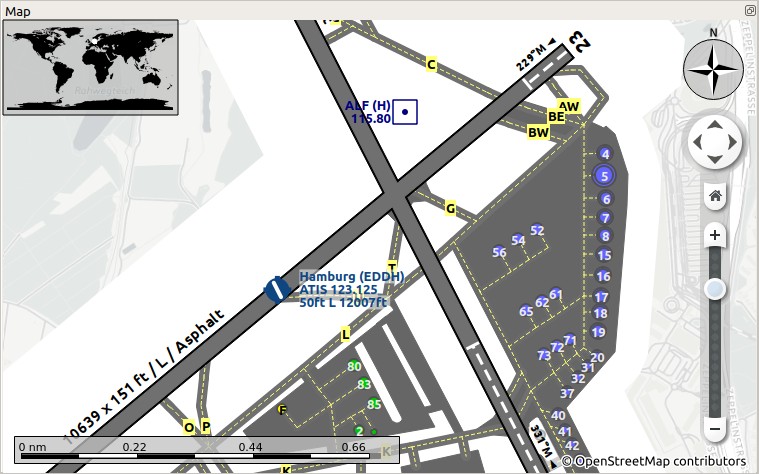 Map
C
229°M
23
ZEPPELINSTRASSE
N
ALF (H)
115.80
AW
BE
BW
4
5
6
7
8
15
16
17
18
19
20
31
32
37
40
41
42
G
52
54
56
61
62
65
71
72
73
T
Hamburg (EDDH)
ATIS 123.125
50ft L 12007ft
L
10639 x 151 ft / L / Asphalt
80
83
85
2
F
O
P
K
K
331°M
0 nm 0.22 0.44 0.66
© OpenStreetMap contributors